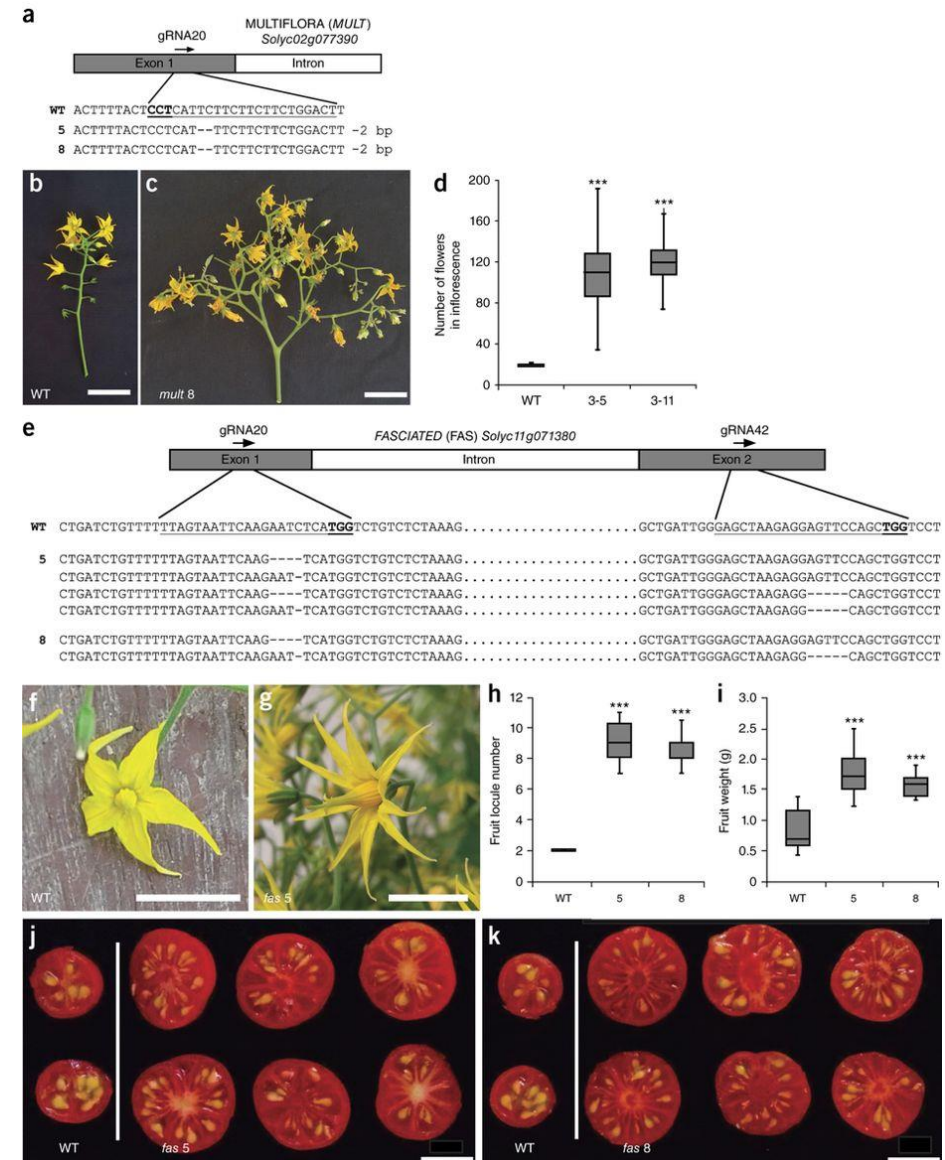 a
MULTIFLORA (MULT)
gRNA20
Solyc02g077390
Exon 1 Intron
WT ACTTTTACTCCTCATTCTTCTTCTTCTGGACTT
5 ACTTTTACTCCTCAT--TTCTTCTTCTGGACTT -2 bp
8 ACTTTTACTCCTCAT--TTCTTCTTCTGGACTT -2 bp
b
WT
c
mult 8
d
Number of flowers
in inflorescence
200
160
120
80
40
0
*** ***
WT 3-5 3-11
e
gRNA20 FASCIATED (FAS) Solyc11g071380 gRNA42
Exon 1 Intron Exon 2
WT CTGATCTGTTTTTTAGTAATTCAAGAATCTCATGGTCTGTCTCTAAAG.....................GCTGATTGGGAGCTAAGAGGAGTTCCAGCTGGTCCT
5 CTGATCTGTTTTTTAGTAATTCAAG----TCATGGTCTGTCTCTAAAG.....................GCTGATTGGGAGCTAAGAGGAGTTCCAGCTGGTCCT
CTGATCTGTTTTTTAGTAATTCAAGAAT-TCATGGTCTGTCTCTAAAG.....................GCTGATTGGGAGCTAAGAGGAGTTCCAGCTGGTCCT
CTGATCTGTTTTTTAGTAATTCAAG----TCATGGTCTGTCTCTAAAG.....................GCTGATTGGGAGCTAAGAGG-----CAGCTGGTCCT
CTGATCTGTTTTTTAGTAATTCAAGAAT-TCATGGTCTGTCTCTAAAG.....................GCTGATTGGGAGCTAAGAGG-----CAGCTGGTCCT
8 CTGATCTGTTTTTTAGTAATTCAAG----TCATGGTCTGTCTCTAAAG.....................GCTGATTGGGAGCTAAGAGGAGTTCCAGCTGGTCCT
CTGATCTGTTTTTTAGTAATTCAAGAAT-TCATGGTCTGTCTCTAAAG.....................GCTGATTGGGAGCTAAGAGG-----CAGCTGGTCCT
f
WT
g
fas 5
h
Fruit locule number
12
10
8
6
4
2
0
*** ***
WT 5 8
i
Fruit weight (g)
3.0
2.5
2.0
1.5
1.0
0.5
0
*** ***
WT 5 8
j
WT fas 5
k
WT fas 8